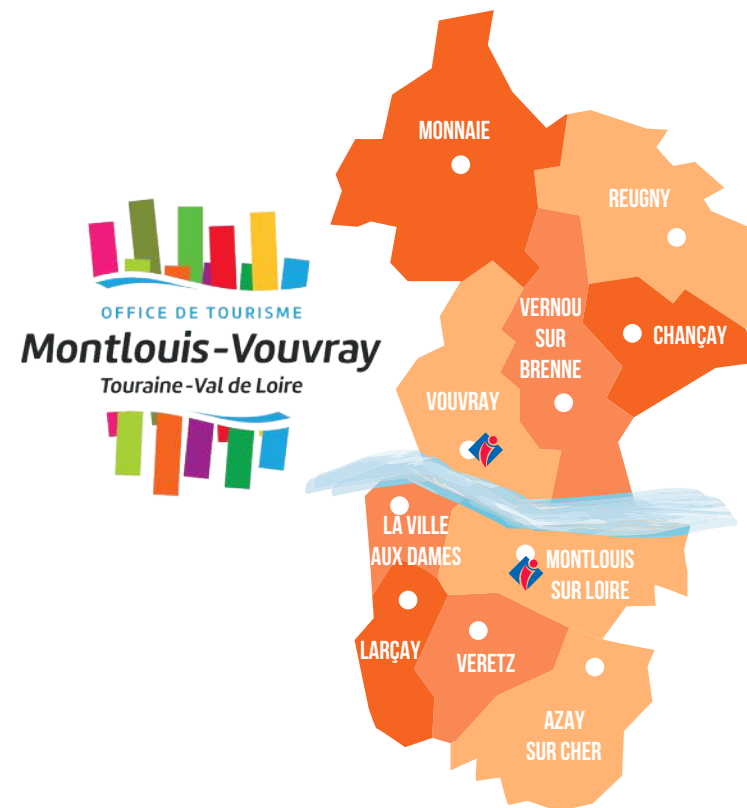 OFFICE DE TOURISME
Montlouis-Vouvray
Touraine-Val de Loire
MONNAIE
REUGNY
VERNOU
SUR
BRENNE
CHANÇAY
VOUVRAY
LA VILLE
AUX DAMES
MONTLOUIS
SUR LOIRE
LARÇAY
VERETZ
AZAY
SUR CHER